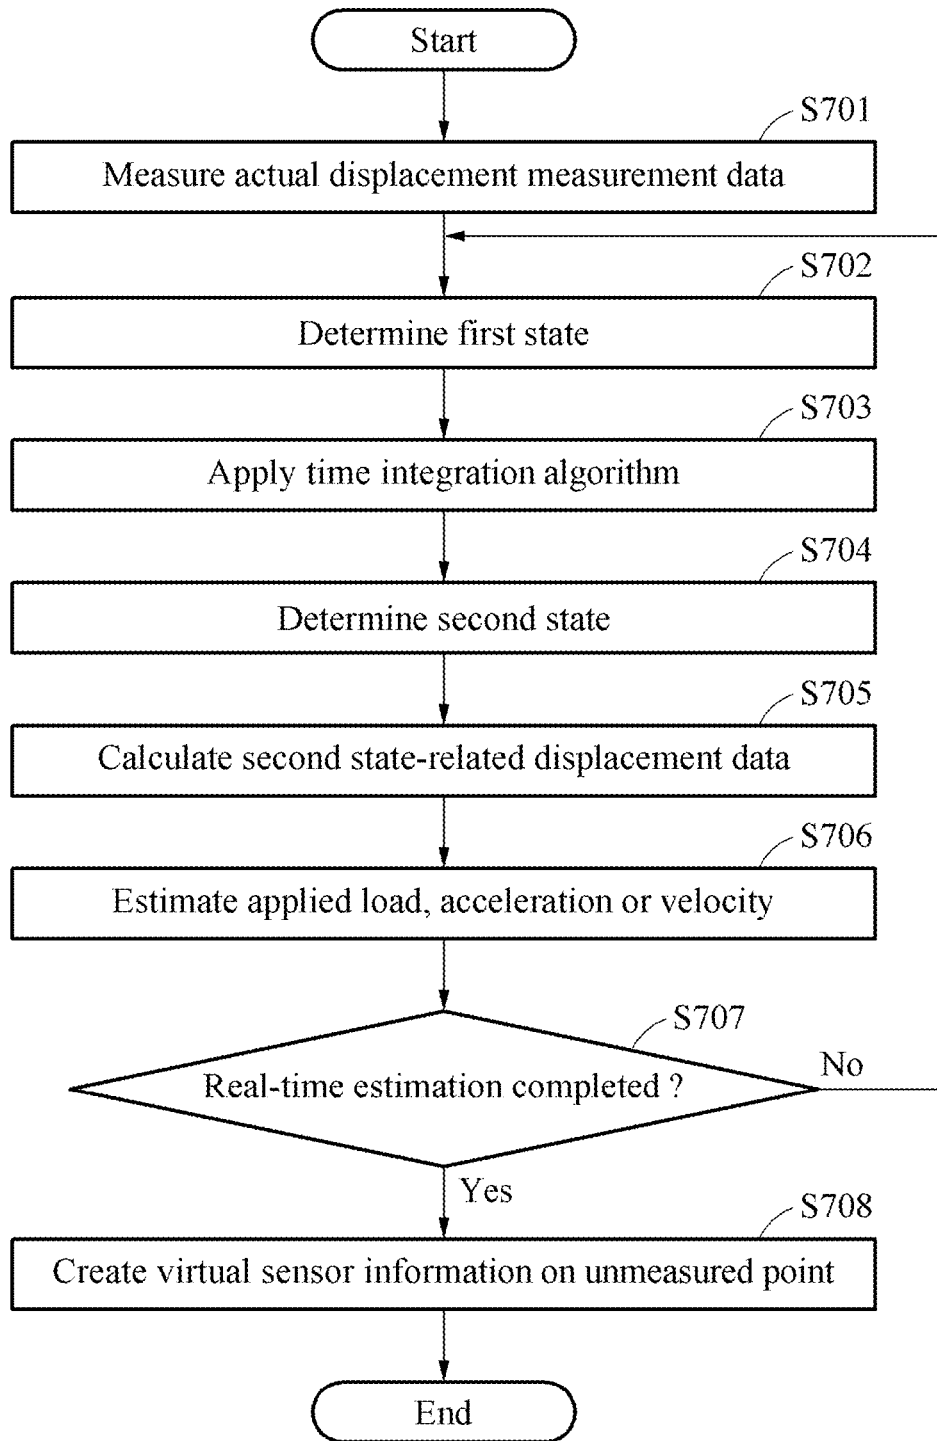 Start
S701
Measure actual displacement measurement data
S702
Determine first state
S703
Apply time integration algorithm
S704
Determine second state
S705
Calculate second state-related displacement data
S706
Estimate applied load, acceleration or velocity
S707
Real-time estimation completed ?
No
Yes
S708
Create virtual sensor information on unmeasured point
End